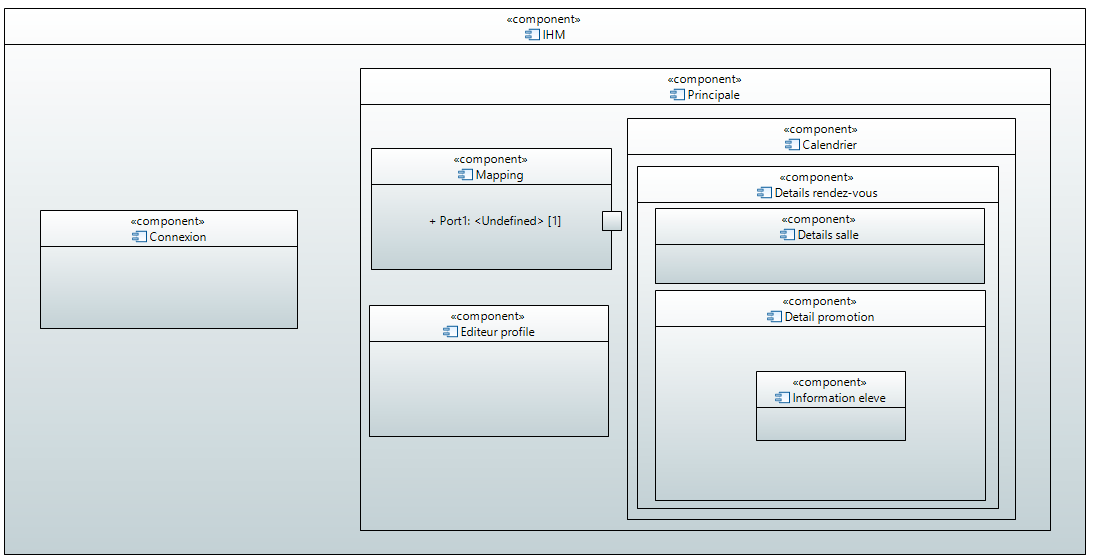 «component»
IHM
«component»
Principale
«component»
Calendrier
«component»
Mapping
+ Port1: <Undefined> [1]
«component»
Details rendez-vous
«component»
Details salle
«component»
Connexion
«component»
Detail promotion
«component»
Editeur profile
«component»
Information eleve